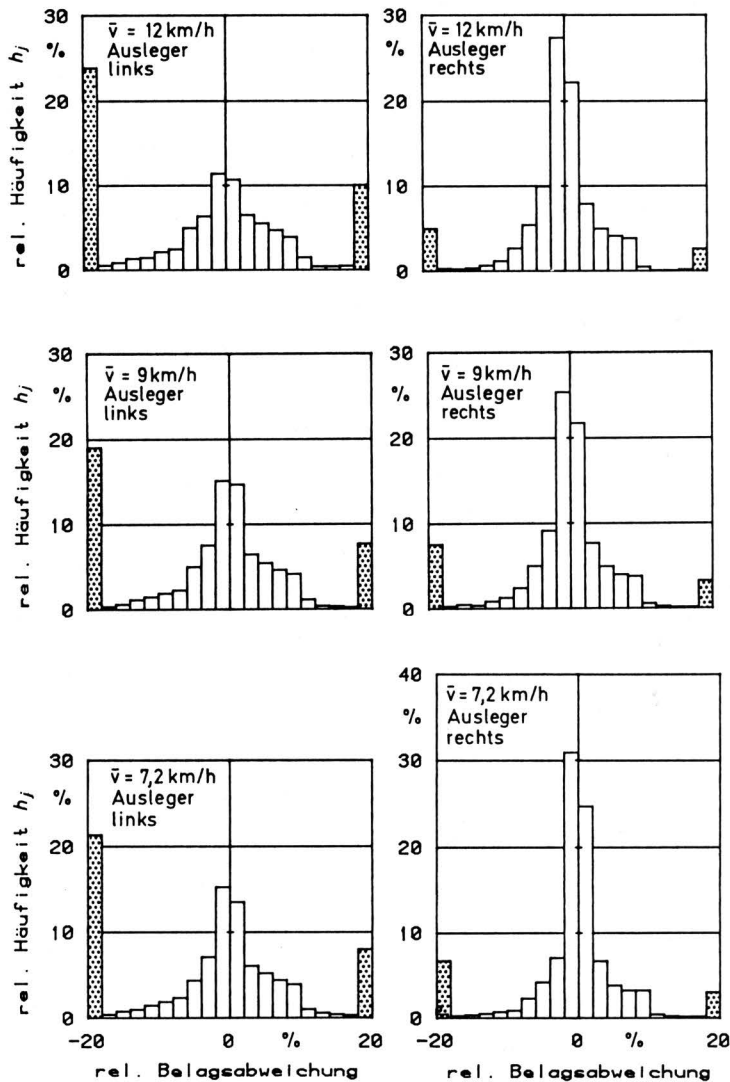 30
%
20
10
0
rel. Häufigkeit hj
v̄ = 12 km/h
Ausleger
links
30
20
10
0
v̄ = 12 km/h
Ausleger
rechts
30
%
20
10
0
rel. Häufigkeit hj
v̄ = 9 km/h
Ausleger
links
30
%
20
10
0
v̄ = 9 km/h
Ausleger
rechts
30
%
20
10
0
rel. Häufigkeit hj
v̄ = 7,2 km/h
Ausleger
links
-20 0 % 20
rel. Belagsabweichung
40
%
30
20
10
0
v̄ = 7,2 km/h
Ausleger
rechts
-20 0 % 20
rel. Belagsabweichung